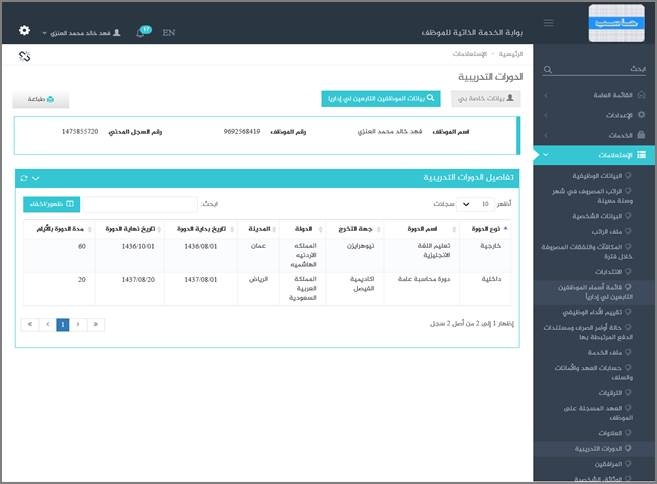 حاسب
بوابة الخدمة الذاتية للموظف
EN
17
فهد خالد محمد العنزي
ابحث
القائمة العامة
الإعدادات
الخدمات
الإستعلامات
البيانات الوظيفية
الراتب المصروف في شهر
وسنة معينة
البيانات الشخصية
ملف الراتب
المكافآت والنفقات المصروفة
خلال فترة
الانتدابات
قائمة أسماء الموظفين
التابعين لي إداريا
تقييم الأداء الوظيفي
حالة أوامر الصرف ومستندات
الدفع المرتبطة بها
ملف الخدمة
حسابات العهد والأمانات
والسلف
الترقيات
العهد المسجلة على
الموظف
العلاوات
الدورات التدريبية
المرافقين
الوثائق الشخصية
الرئيسية - الإستعلامات
الدورات التدريبية
بيانات خاصة بي
بيانات الموظفين التابعين لي إداريا
طباعة
اسم الموظف فهد خالد محمد العنزي رقم الموظف 9692568419 رقم السجل المدني 1475855720
تفاصيل الدورات التدريبية
أظهر 10 سجلات
ابحث:
ظهور/اخفاء
نوع الدورة اسم الدورة جهة التخرج الدولة المدينة تاريخ بداية الدورة تاريخ نهاية الدورة مدة الدورة بالأيام
خارجية تعليم اللغة الانجليزية نيوهرايزن المملكه الاردنيه الهاشميه عمان 1436/08/01 1436/10/01 60
داخلية دورة محاسبة عامة اكاديمية الفيصل المملكة العربية السعودية الرياض 1437/08/01 1437/08/20 20
إظهار 1 إلى 2 من أصل 2 سجل
1